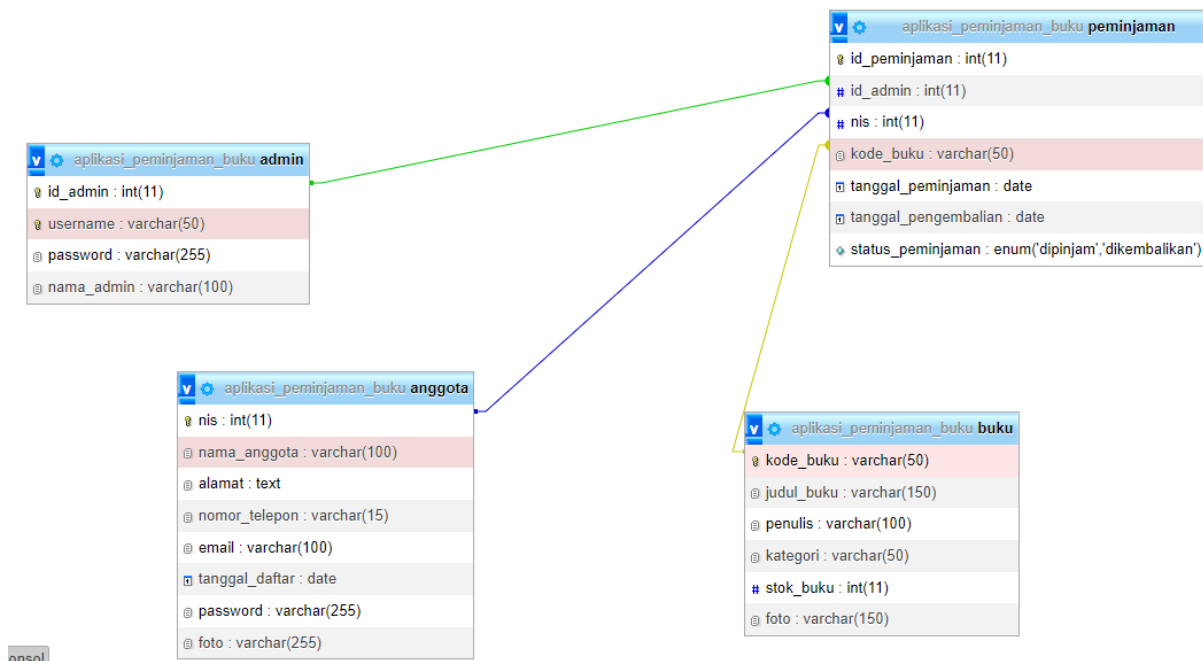 aplikasi_peminjaman_buku peminjaman
id_peminjaman : int(11)
id_admin : int(11)
nis : int(11)
kode_buku : varchar(50)
tanggal_peminjaman : date
tanggal_pengembalian : date
status_peminjaman : enum('dipinjam','dikembalikan')
aplikasi_peminjaman_buku admin
id_admin : int(11)
username : varchar(50)
password : varchar(255)
nama_admin : varchar(100)
aplikasi_peminjaman_buku anggota
nis : int(11)
nama_anggota : varchar(100)
alamat : text
nomor_telepon : varchar(15)
email : varchar(100)
tanggal_daftar : date
password : varchar(255)
foto : varchar(255)
aplikasi_peminjaman_buku buku
kode_buku : varchar(50)
judul_buku : varchar(150)
penulis : varchar(100)
kategori : varchar(50)
stok_buku : int(11)
foto : varchar(150)